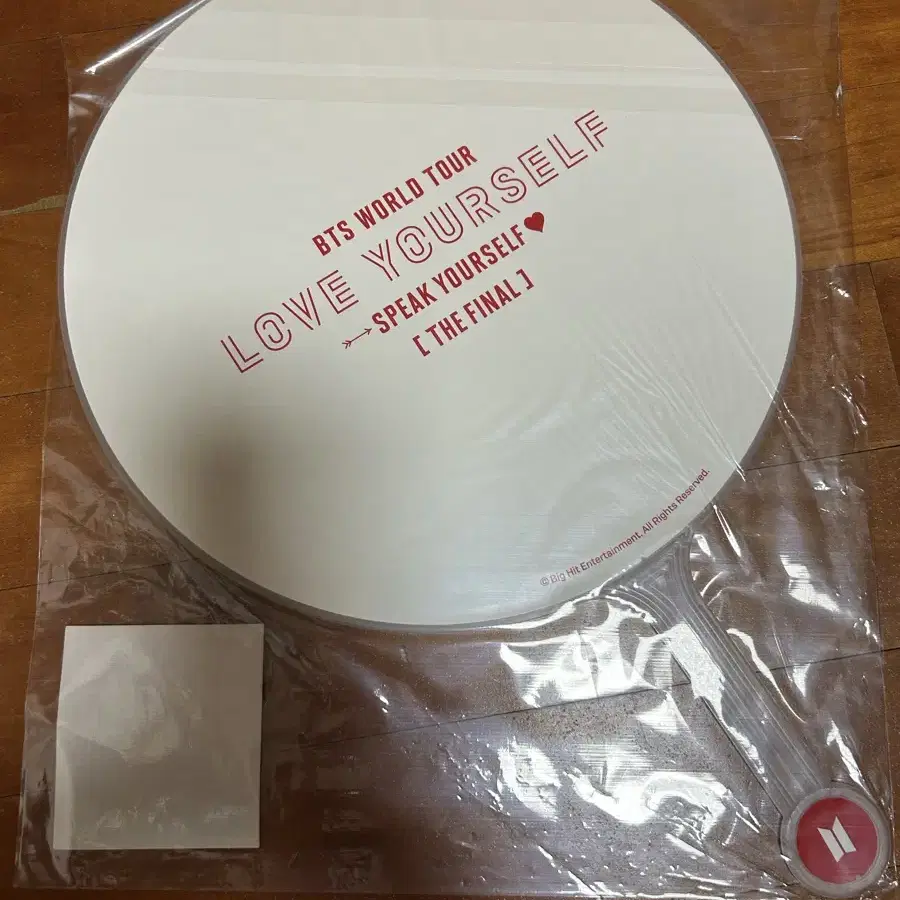 BTS WORLD TOUR
LOVE YOURSELF
SPEAK YOURSELF
[ THE FINAL ]
© Big Hit Entertainment. All Rights Reserved.